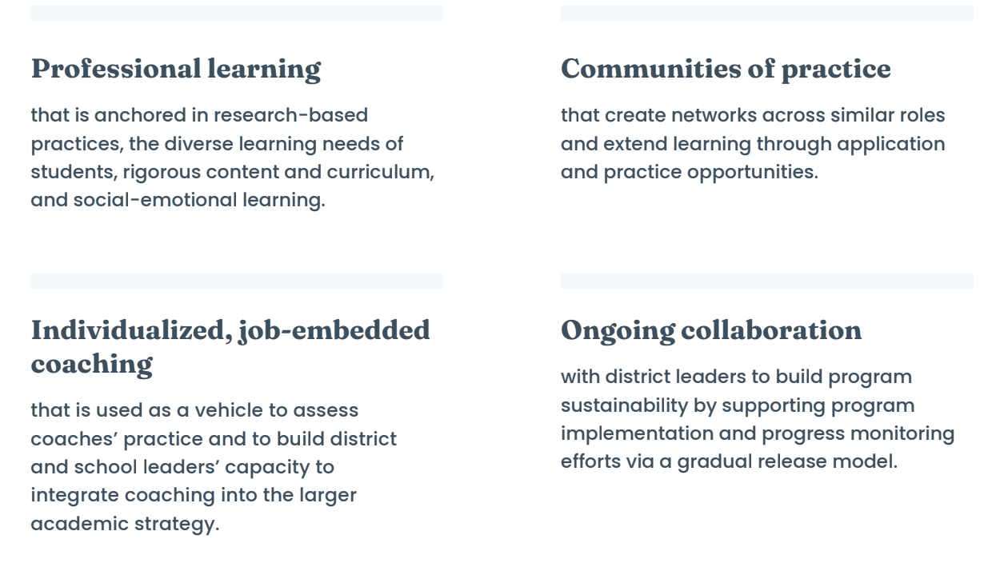 Professional learning
that is anchored in research-based
practices, the diverse learning needs of
students, rigorous content and curriculum,
and social-emotional learning.
Communities of practice
that create networks across similar roles
and extend learning through application
and practice opportunities.
Individualized, job-embedded
coaching
that is used as a vehicle to assess
coaches’ practice and to build district
and school leaders’ capacity to
integrate coaching into the larger
academic strategy.
Ongoing collaboration
with district leaders to build program
sustainability by supporting program
implementation and progress monitoring
efforts via a gradual release model.